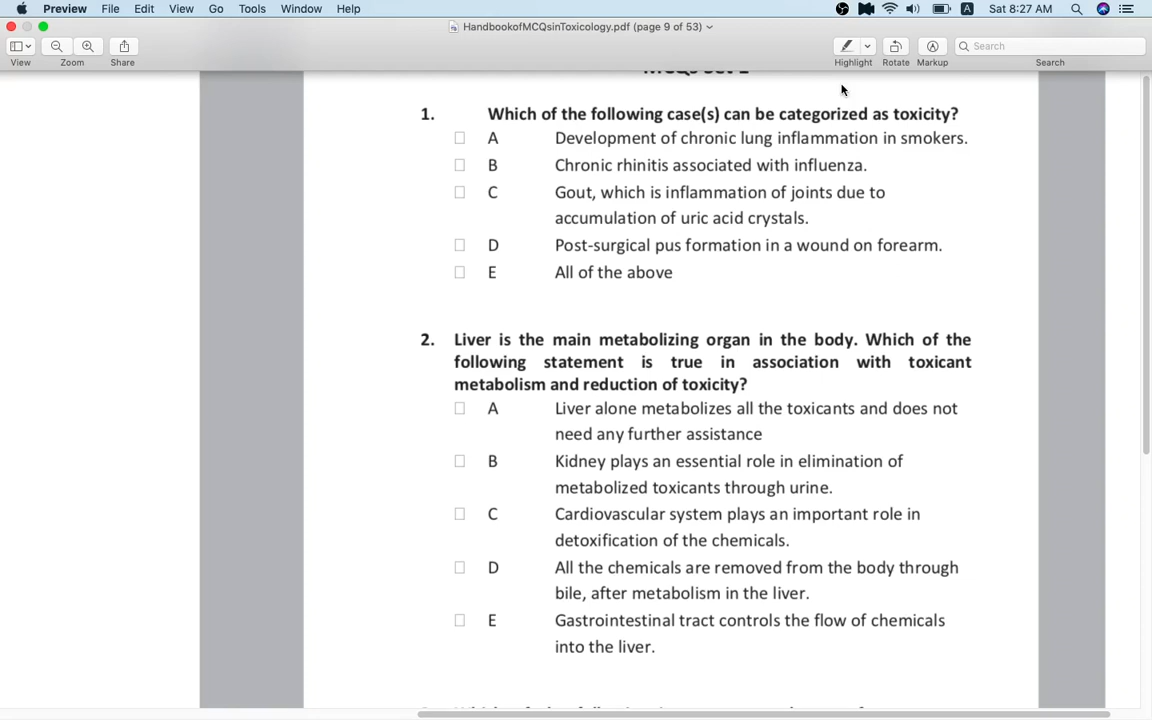 Preview File Edit View Go Tools Window Help
A Sat 8:27 AM
HandbookofMCQsinToxicology.pdf (page 9 of 53)
Search
View Zoom Share Highlight Rotate Markup Search
1. Which of the following case(s) can be categorized as toxicity?
A Development of chronic lung inflammation in smokers.
B Chronic rhinitis associated with influenza.
C Gout, which is inflammation of joints due to
accumulation of uric acid crystals.
D Post-surgical pus formation in a wound on forearm.
E All of the above
2. Liver is the main metabolizing organ in the body. Which of the
following statement is true in association with toxicant
metabolism and reduction of toxicity?
A Liver alone metabolizes all the toxicants and does not
need any further assistance
B Kidney plays an essential role in elimination of
metabolized toxicants through urine.
C Cardiovascular system plays an important role in
detoxification of the chemicals.
D All the chemicals are removed from the body through
bile, after metabolism in the liver.
E Gastrointestinal tract controls the flow of chemicals
into the liver.